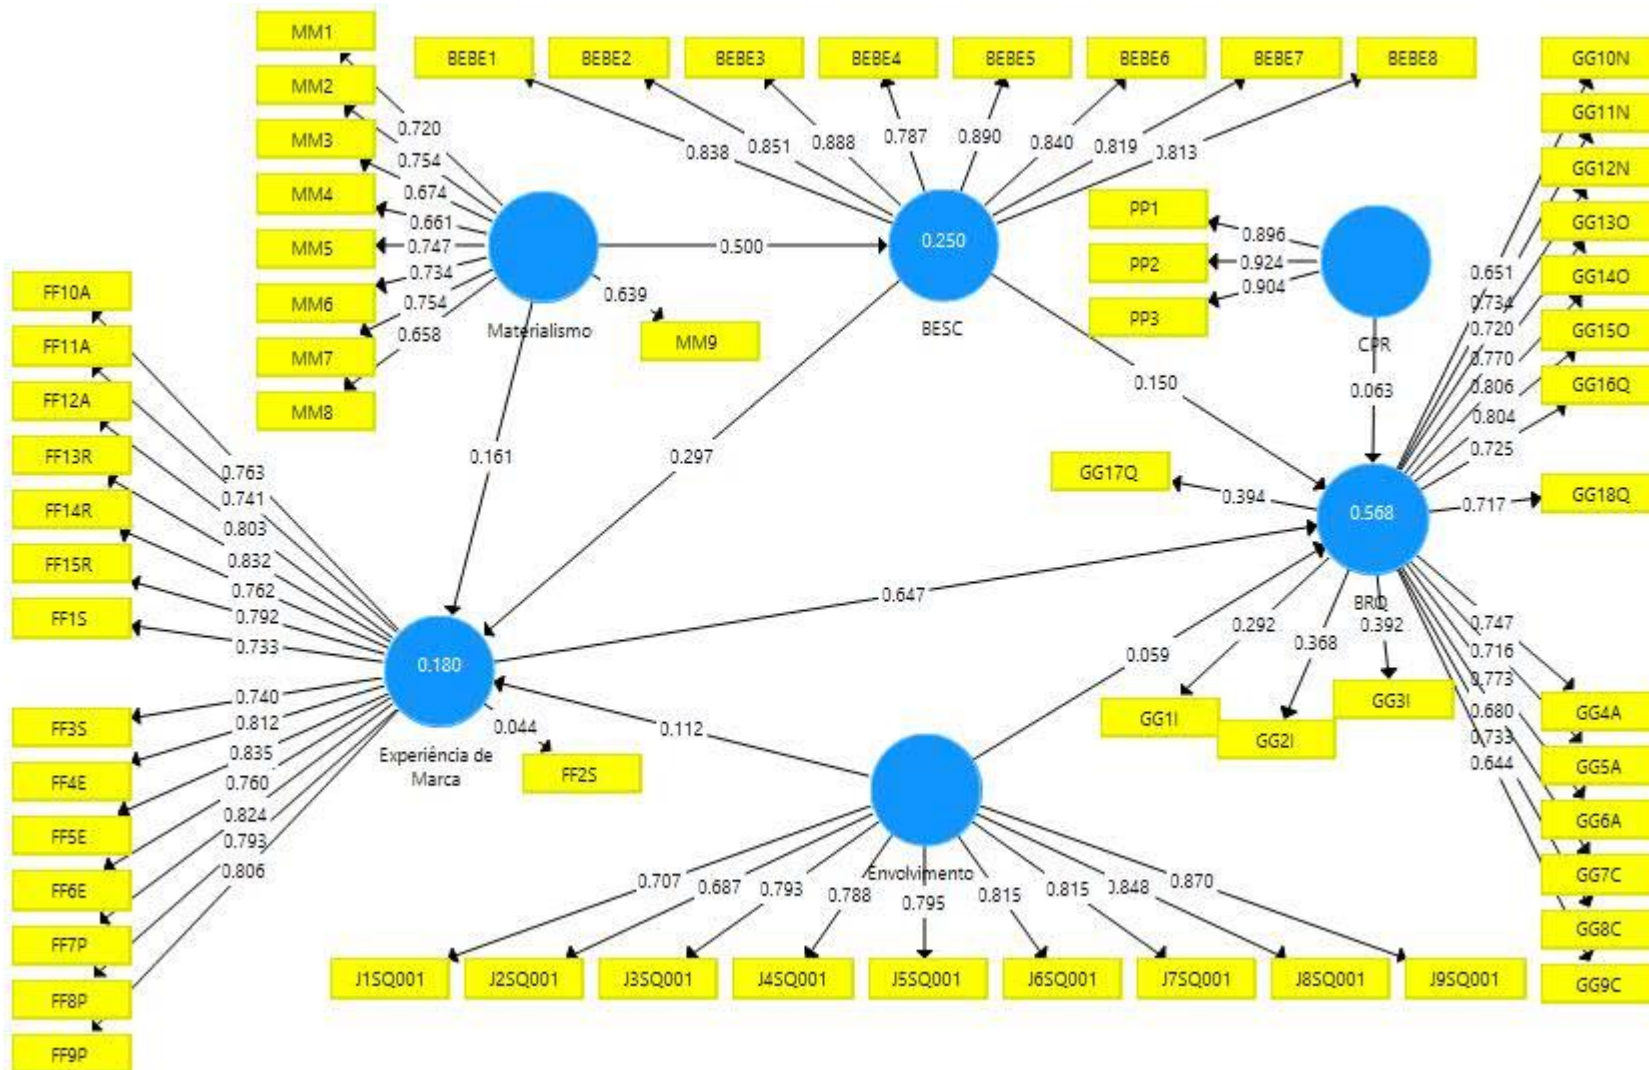 MM1
MM2
MM3
MM4
MM5
MM6
MM7
MM8
0.720
0.754
0.674
0.661
0.747
0.734
0.754
0.658
Materialismo
0.639
MM9
BEBE1
BEBE2
BEBE3
BEBE4
BEBE5
BEBE6
BEBE7
BEBE8
0.838
0.851
0.888
0.787
0.890
0.840
0.819
0.813
0.500
0.250
BESC
PP1
PP2
PP3
0.896
0.924
0.904
CPR
0.063
0.150
0.297
0.161
GG10N
GG11N
GG12N
GG13O
GG14O
GG15O
GG16Q
GG18Q
0.651
0.734
0.720
0.770
0.806
0.804
0.725
0.717
GG17Q
0.394
0.568
BRQ
0.292
0.368
0.392
GG1I
GG2I
GG3I
0.747
0.716
0.773
0.680
0.733
0.644
GG4A
GG5A
GG6A
GG7C
GG8C
GG9C
FF10A
FF11A
FF12A
FF13R
FF14R
FF15R
FF1S
0.763
0.741
0.803
0.832
0.762
0.792
0.733
0.180
Experiência de
Marca
0.044
FF2S
0.740
0.812
0.835
0.760
0.824
0.793
0.806
FF3S
FF4E
FF5E
FF6E
FF7P
FF8P
FF9P
0.647
0.059
0.112
Envolvimento
0.707
0.687
0.793
0.788
0.795
0.815
0.815
0.848
0.870
J1SQ001
J2SQ001
J3SQ001
J4SQ001
J5SQ001
J6SQ001
J7SQ001
J8SQ001
J9SQ001